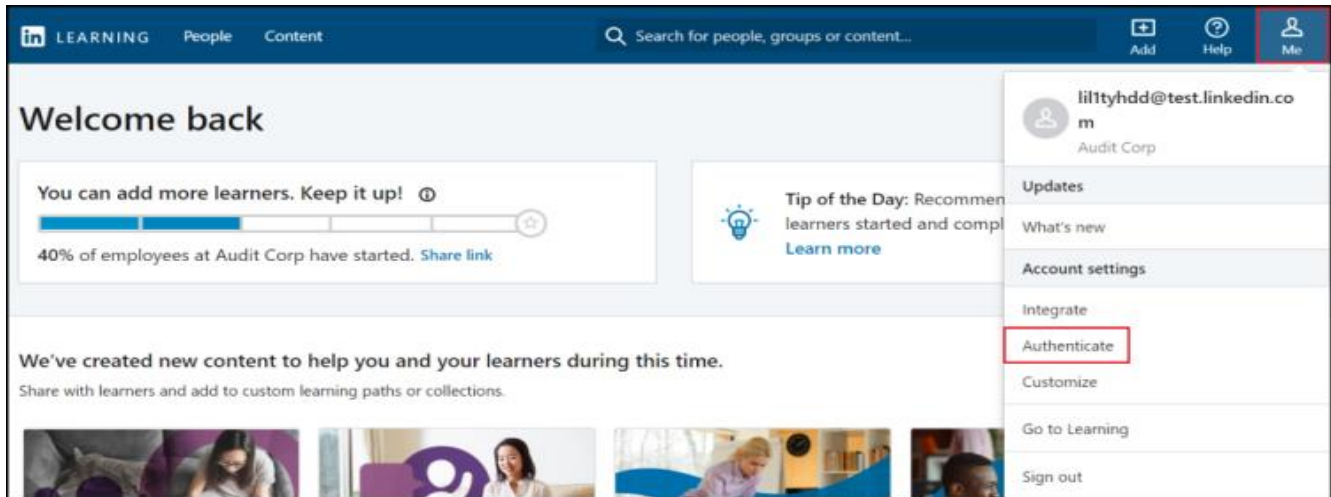 in LEARNING People Content Search for people, groups or content... Add Help Me
Welcome back
You can add more learners. Keep it up!
40% of employees at Audit Corp have started. Share link
Tip of the Day: Recommen
learners started and compl
Learn more
We've created new content to help you and your learners during this time.
Share with learners and add to custom learning paths or collections.
lil1tyhdd@test.linkedin.co
m
Audit Corp
Updates
What's new
Account settings
Integrate
Authenticate
Customize
Go to Learning
Sign out